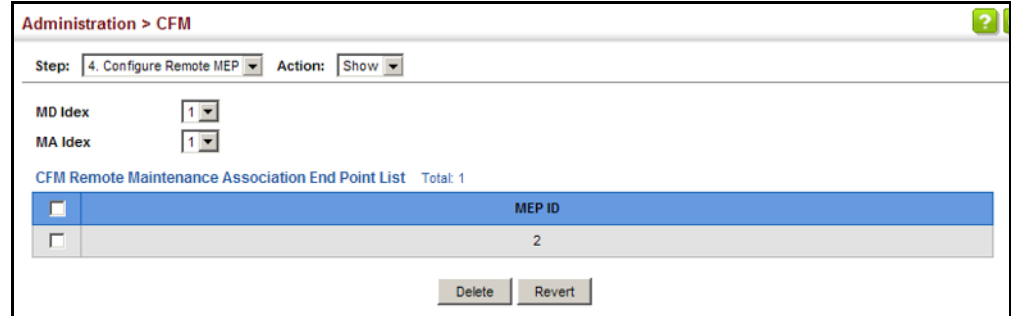 Administration > CFM
?
Step: 4. Configure Remote MEP Action: Show
MD Idex 1
MA Idex 1
CFM Remote Maintenance Association End Point List Total: 1
MEP ID
2
Delete Revert